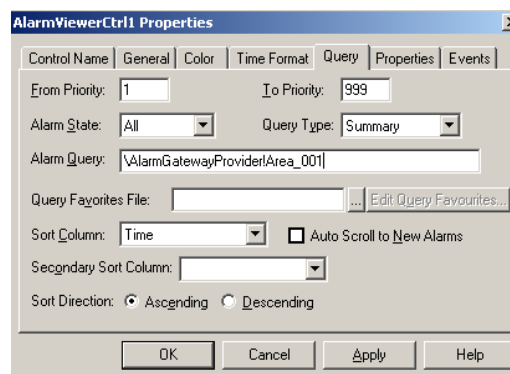 AlarmViewerCtrl1 Properties
Control Name General Color Time Format Query Properties Events
From Priority: 1 To Priority: 999
Alarm State: All Query Type: Summary
Alarm Query: \AlarmGatewayProvider!Area_001
Query Favorites File: ... Edit Query Favourites...
Sort Column: Time Auto Scroll to New Alarms
Secondary Sort Column:
Sort Direction: Ascending Descending
OK Cancel Apply Help